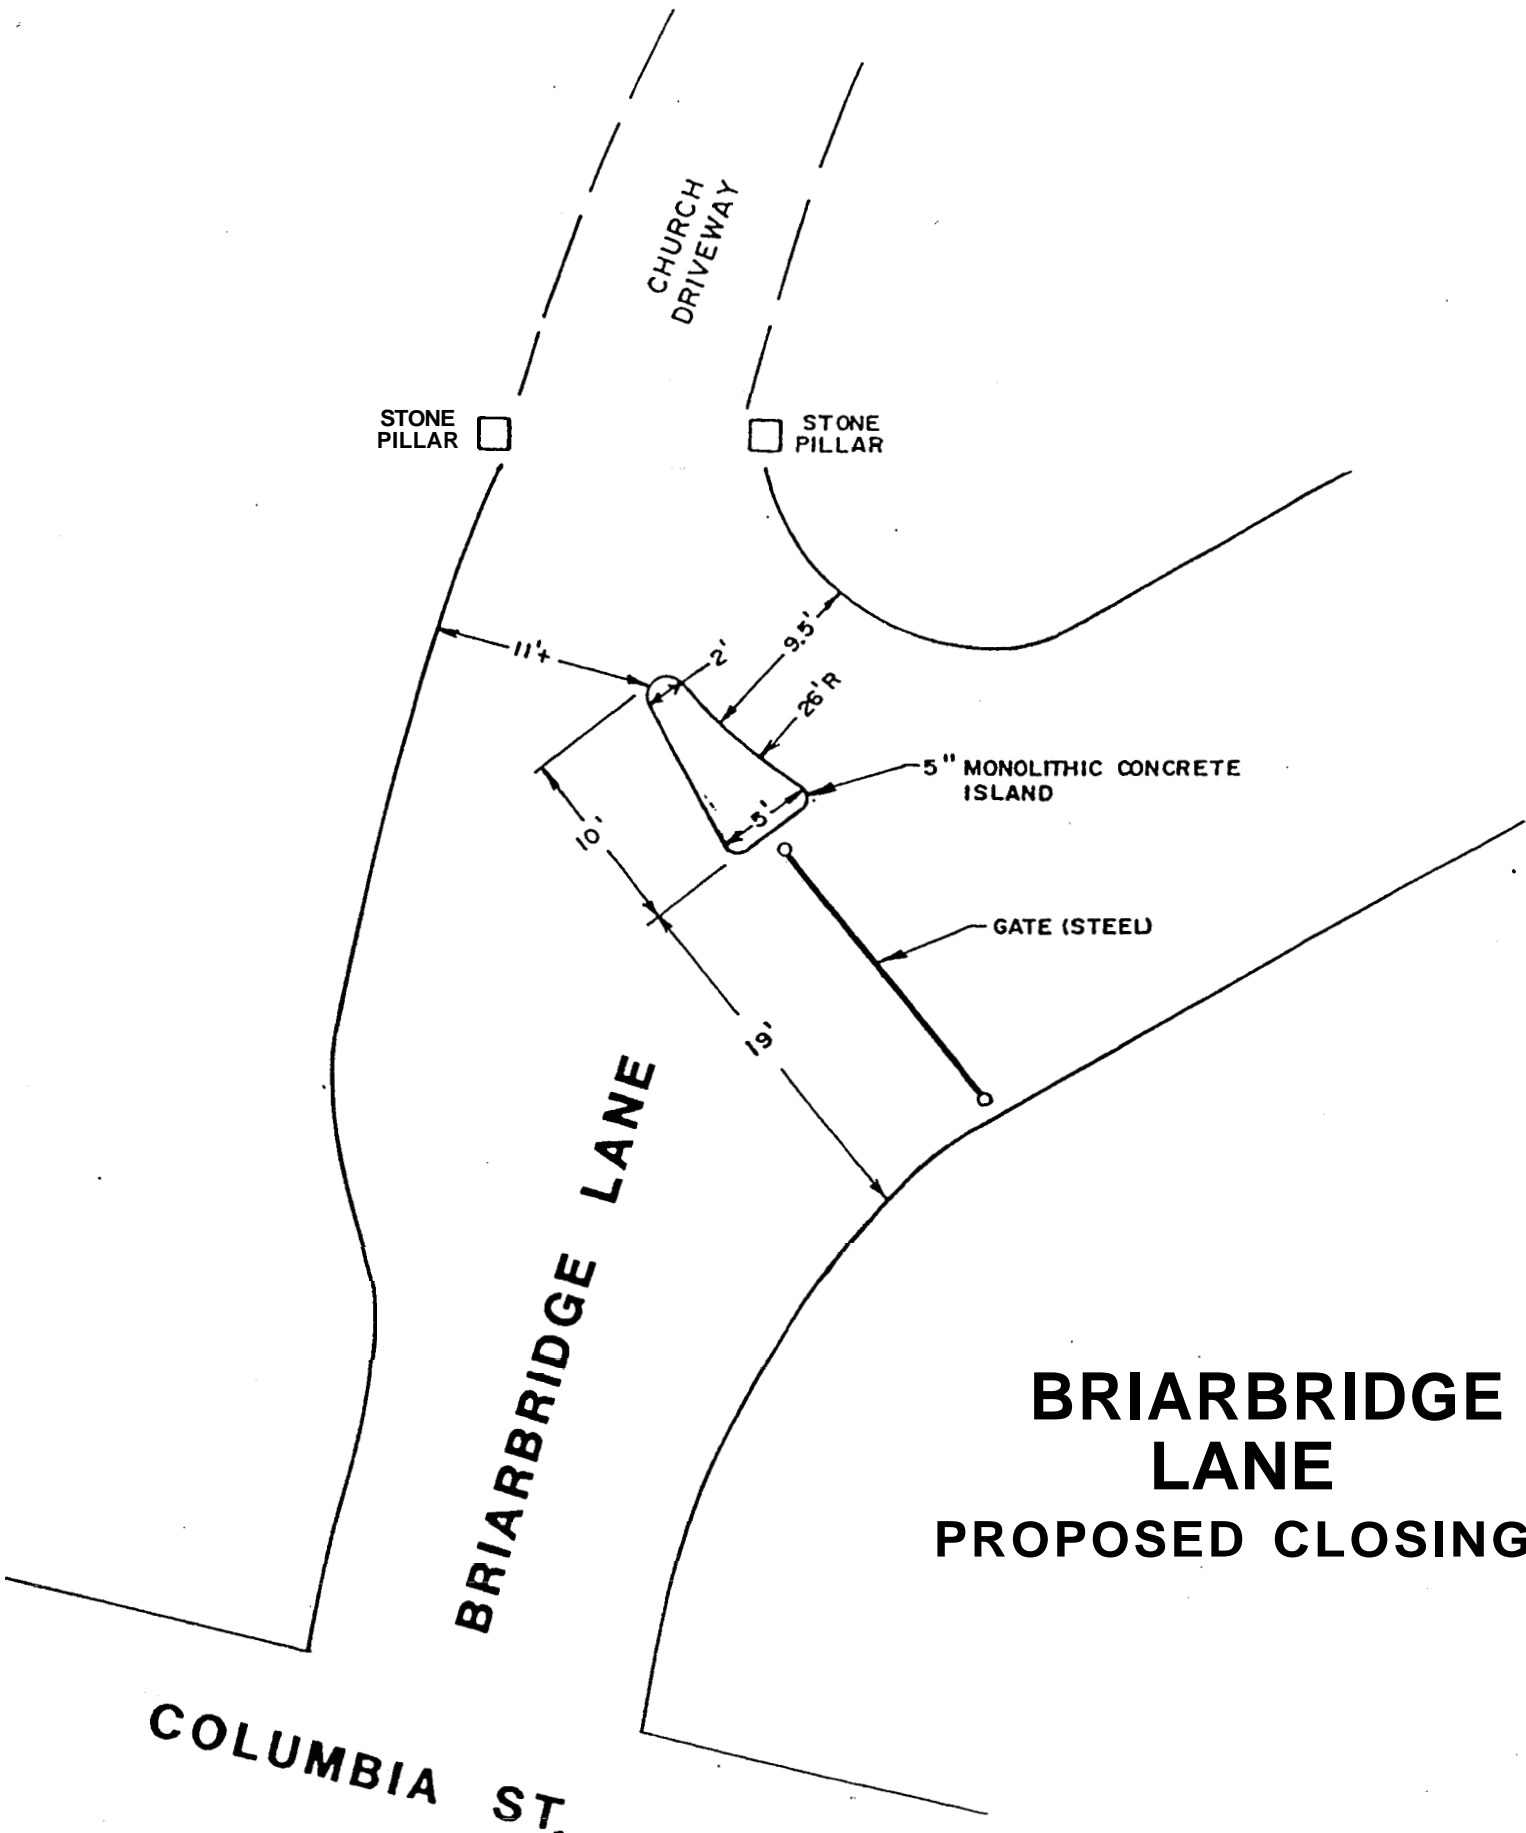 CHURCH
DRIVEWAY
STONE
PILLAR
STONE
PILLAR
11'±
2'
9.5'
26'R
5" MONOLITHIC CONCRETE
ISLAND
5'
10'
GATE (STEEL)
19'
BRIARBRIDGE LANE
BRIARBRIDGE
LANE
PROPOSED CLOSING
COLUMBIA ST.